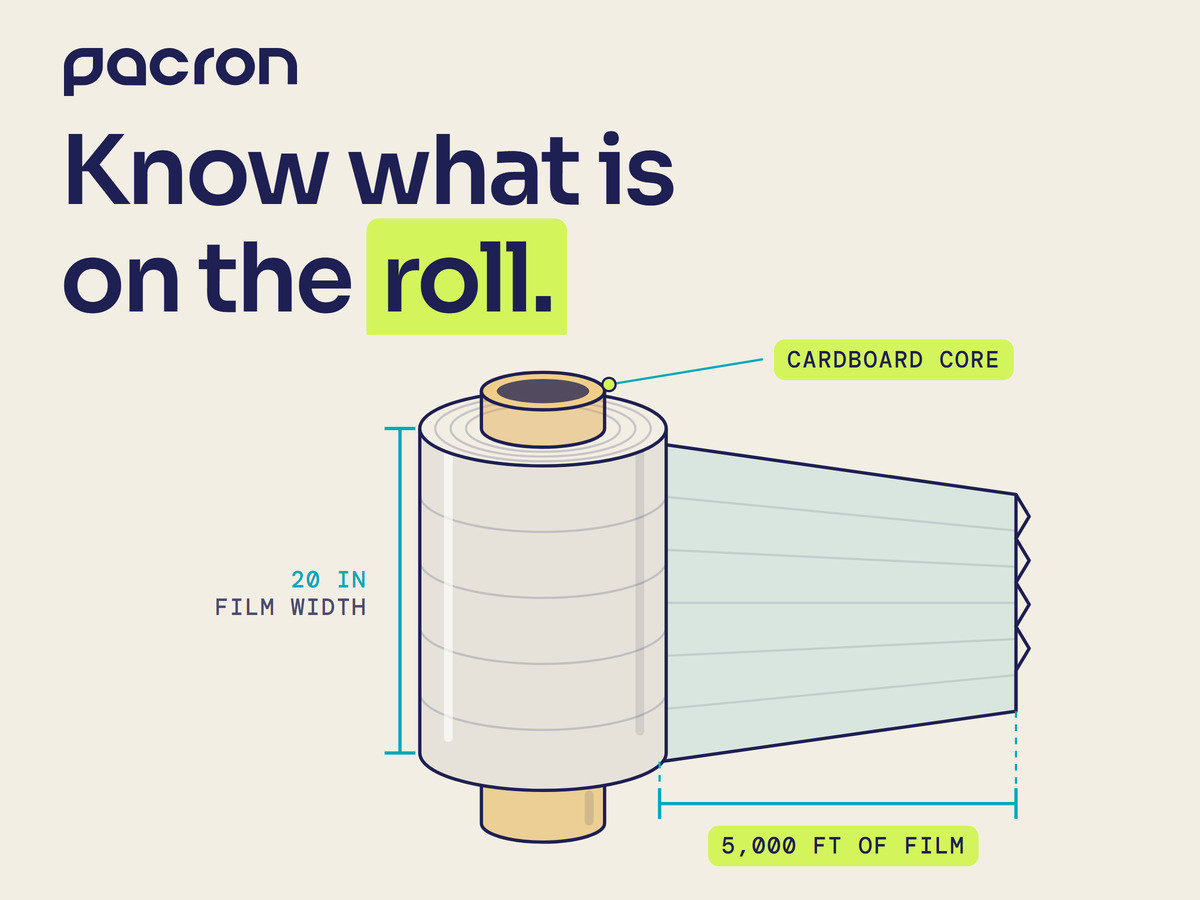 pacron
Know what is
on the roll.
CARDBOARD CORE
20 IN
FILM WIDTH
5,000 FT OF FILM